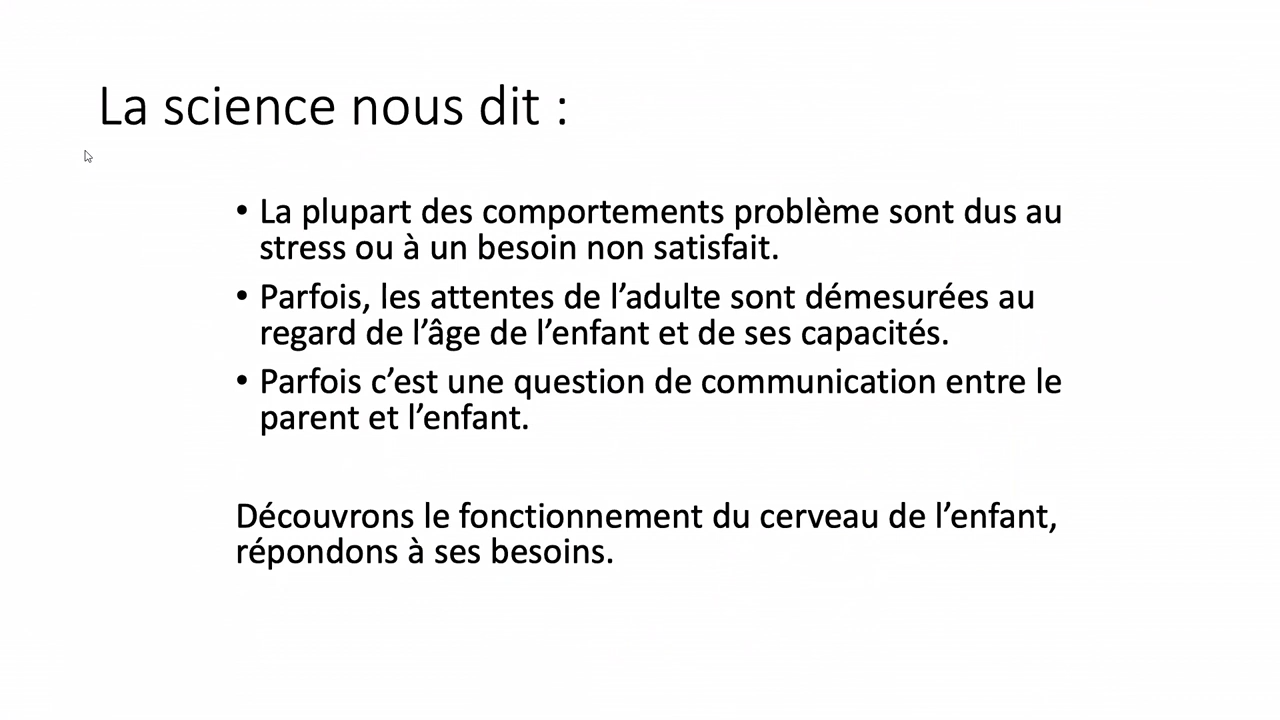 La science nous dit :
• La plupart des comportements problème sont dus au
stress ou à un besoin non satisfait.
• Parfois, les attentes de l’adulte sont démesurées au
regard de l’âge de l’enfant et de ses capacités.
• Parfois c’est une question de communication entre le
parent et l’enfant.
Découvrons le fonctionnement du cerveau de l’enfant,
répondons à ses besoins.